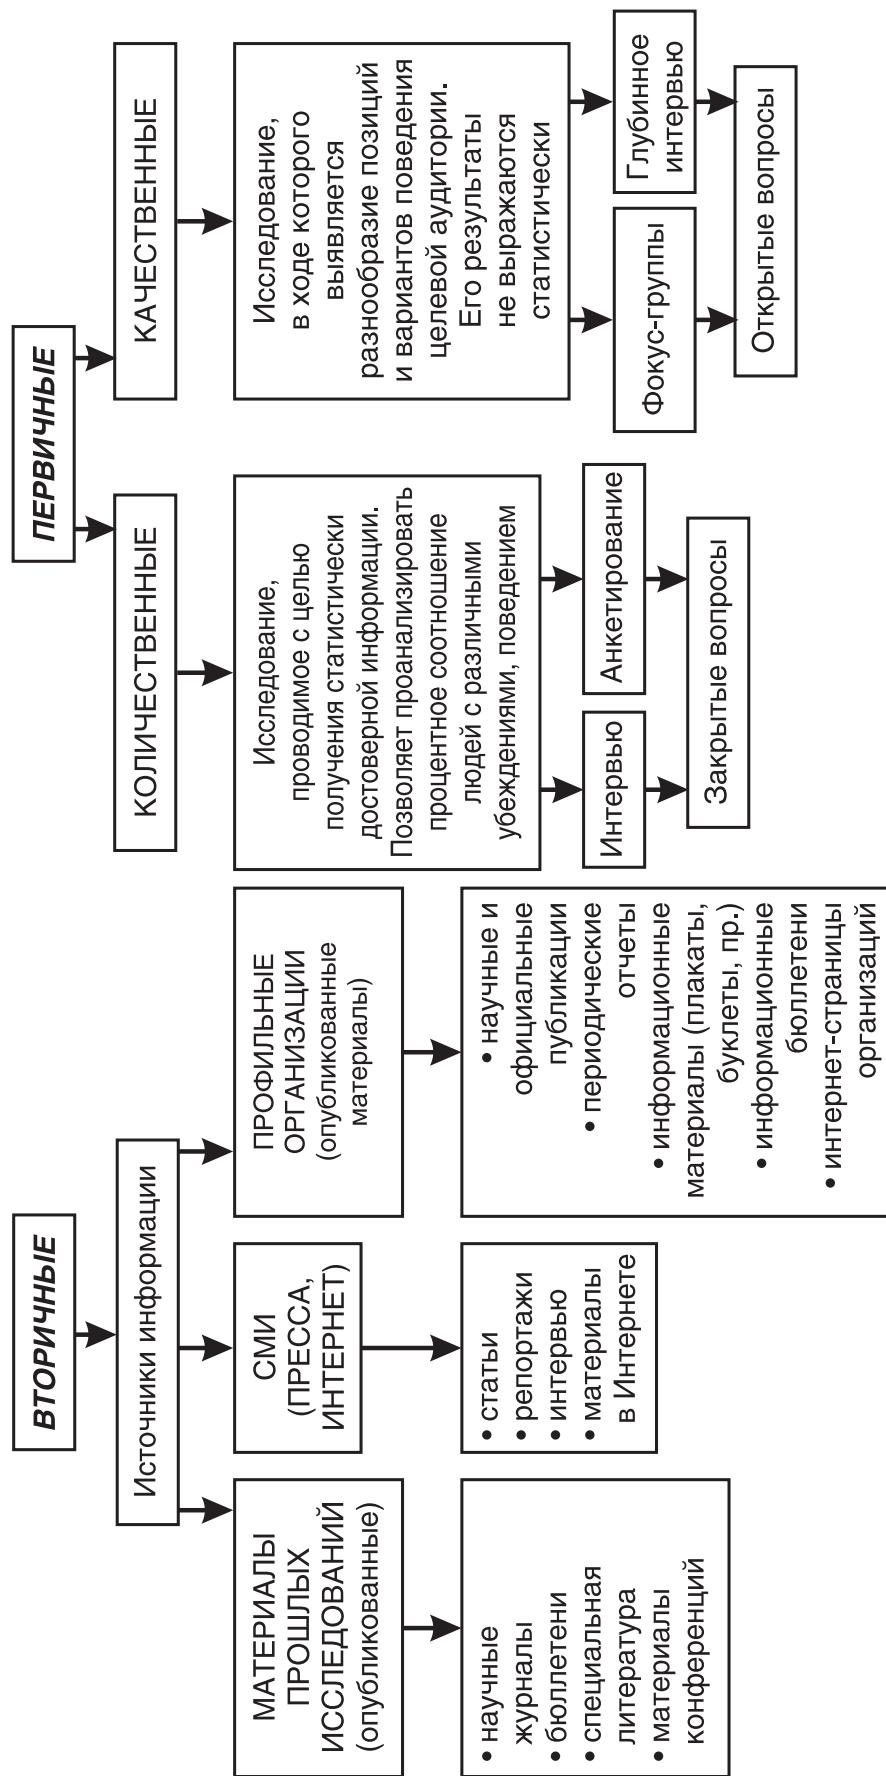 ВТОРИЧНЫЕ
Источники информации
МАТЕРИАЛЫ
ПРОШЛЫХ
ИССЛЕДОВАНИЙ
(опубликованные)
• научные
журналы
• бюллетени
• специальная
литература
• материалы
конференций
СМИ
(ПРЕССА,
ИНТЕРНЕТ)
• статьи
• репортажи
• интервью
• материалы
в Интернете
ПРОФИЛЬНЫЕ
ОРГАНИЗАЦИИ
(опубликованные
материалы)
• научные и
официальные
публикации
• периодические
отчеты
• информационные
материалы (плакаты,
буклеты, пр.)
• информационные
бюллетени
• интернет-страницы
организаций
ПЕРВИЧНЫЕ
КОЛИЧЕСТВЕННЫЕ
Исследование,
проводимое с целью
получения статистически
достоверной информации.
Позволяет проанализировать
процентное соотношение
людей с различными
убеждениями, поведением
Интервью
Анкетирование
Закрытые вопросы
КАЧЕСТВЕННЫЕ
Исследование,
в ходе которого
выявляется
разнообразие позиций
и вариантов поведения
целевой аудитории.
Его результаты
не выражаются
статистически
Фокус-группы
Глубинное
интервью
Открытые вопросы